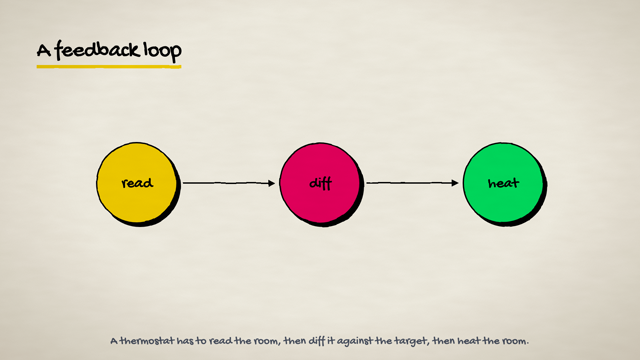 A feedback loop
read
diff
heat
A thermostat has to read the room, then diff it against the target, then heat the room.